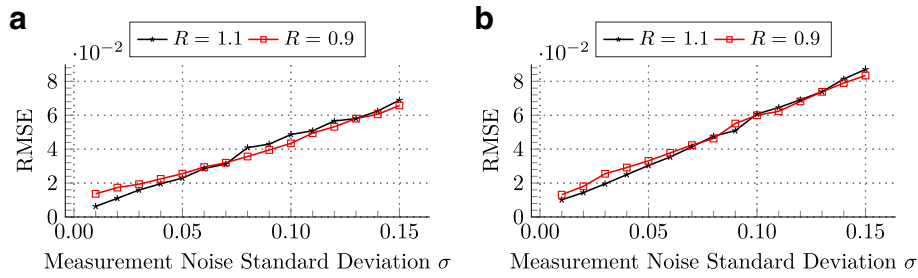 a
R = 1.1 R = 0.9
·10⁻²
8
6
4
2
0
RMSE
0.00 0.05 0.10 0.15
Measurement Noise Standard Deviation σ
b
R = 1.1 R = 0.9
·10⁻²
8
6
4
2
0
RMSE
0.00 0.05 0.10 0.15
Measurement Noise Standard Deviation σ